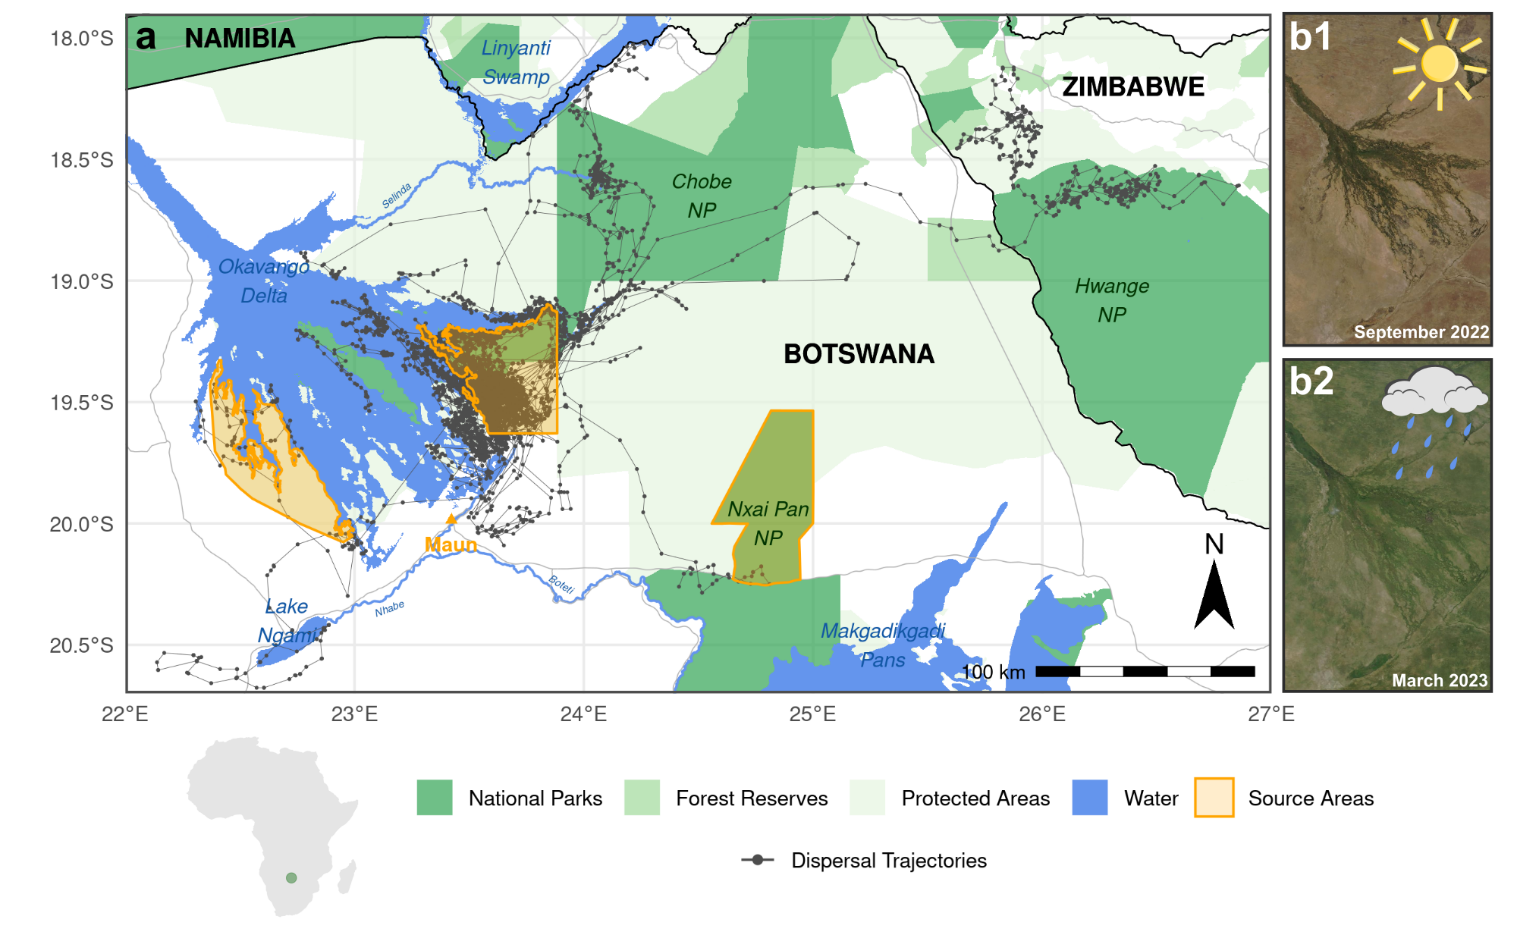 a
NAMIBIA
Linyanti
Swamp
ZIMBABWE
Selinda
Chobe
NP
Okavango
Delta
Hwange
NP
BOTSWANA
Nxai Pan
NP
Maun
Boteti
Nhabe
Lake
Ngami
Makgadikgadi
Pans
N
100 km
18.0°S
18.5°S
19.0°S
19.5°S
20.0°S
20.5°S
22°E
23°E
24°E
25°E
26°E
27°E
b1
September 2022
b2
March 2023
National Parks
Forest Reserves
Protected Areas
Water
Source Areas
Dispersal Trajectories